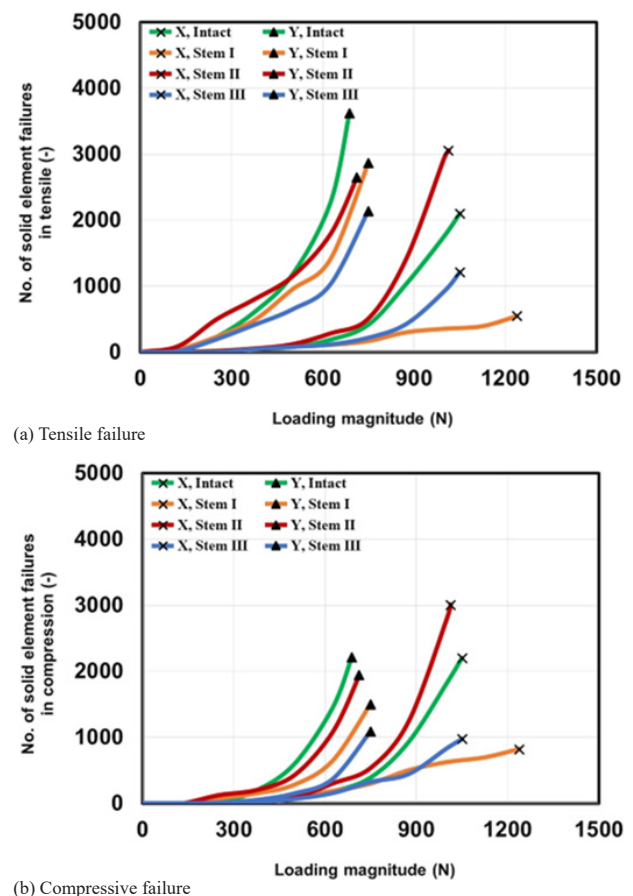 5000
4000
3000
2000
1000
0
No. of solid element failures
in tensile (-)
X, Intact Y, Intact
X, Stem I Y, Stem I
X, Stem II Y, Stem II
X, Stem III Y, Stem III
0 300 600 900 1200 1500
Loading magnitude (N)
(a) Tensile failure
5000
4000
3000
2000
1000
0
No. of solid element failures
in compression (-)
X, Intact Y, Intact
X, Stem I Y, Stem I
X, Stem II Y, Stem II
X, Stem III Y, Stem III
0 300 600 900 1200 1500
Loading magnitude (N)
(b) Compressive failure